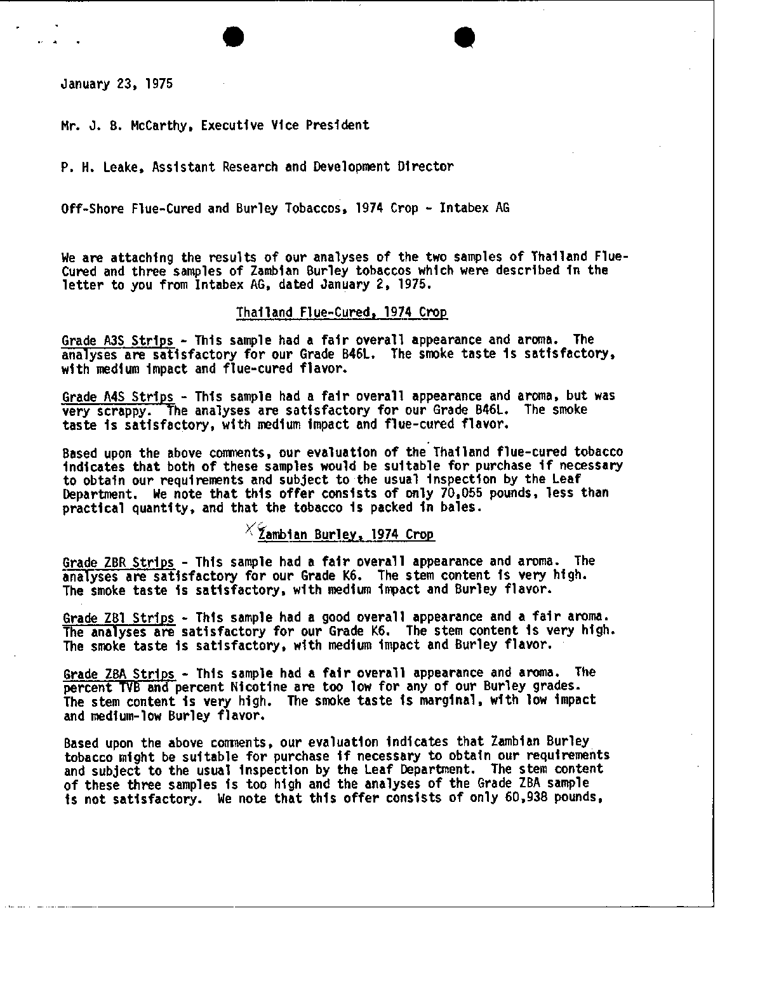 January 23, 1975
Mr. J. B. McCarthy, Executive Vice President
P. H. Leake, Assistant Research and Development Director
Off-Shore Flue-Cured and Burley Tobaccos, 1974 Crop - Intabex AG
We are attaching the results of our analyses of the two samples of Thailand Flue-
Cured and three samples of Zambian Burley tobaccos which were described in the
letter to you from Intabex AG, dated January 2, 1975.
Thailand Flue-Cured, 1974 Crop
Grade A3S Strips - This sample had a fair overall appearance and aroma. The
analyses are satisfactory for our Grade B46L. The smoke taste is satisfactory,
with medium impact and flue-cured flavor.
Grade A4S Strips - This sample had a fair overall appearance and aroma, but was
very scrappy. The analyses are satisfactory for our Grade B46L. The smoke
taste is satisfactory, with medium impact and flue-cured flavor.
Based upon the above comments, our evaluation of the Thailand flue-cured tobacco
indicates that both of these samples would be suitable for purchase if necessary
to obtain our requirements and subject to the usual inspection by the Leaf
Department. We note that this offer consists of only 70,055 pounds, less than
practical quantity, and that the tobacco is packed in bales.
Zambian Burley, 1974 Crop
Grade ZBR Strips - This sample had a fair overall appearance and aroma. The
analyses are satisfactory for our Grade K6. The stem content is very high.
The smoke taste is satisfactory, with medium impact and Burley flavor.
Grade ZB1 Strips - This sample had a good overall appearance and a fair aroma.
The analyses are satisfactory for our Grade K6. The stem content is very high.
The smoke taste is satisfactory, with medium impact and Burley flavor.
Grade ZBA Strips - This sample had a fair overall appearance and aroma. The
percent TVB and percent Nicotine are too low for any of our Burley grades.
The stem content is very high. The smoke taste is marginal, with low impact
and medium-low Burley flavor.
Based upon the above comments, our evaluation indicates that Zambian Burley
tobacco might be suitable for purchase if necessary to obtain our requirements
and subject to the usual inspection by the Leaf Department. The stem content
of these three samples is too high and the analyses of the Grade ZBA sample
is not satisfactory. We note that this offer consists of only 60,938 pounds,